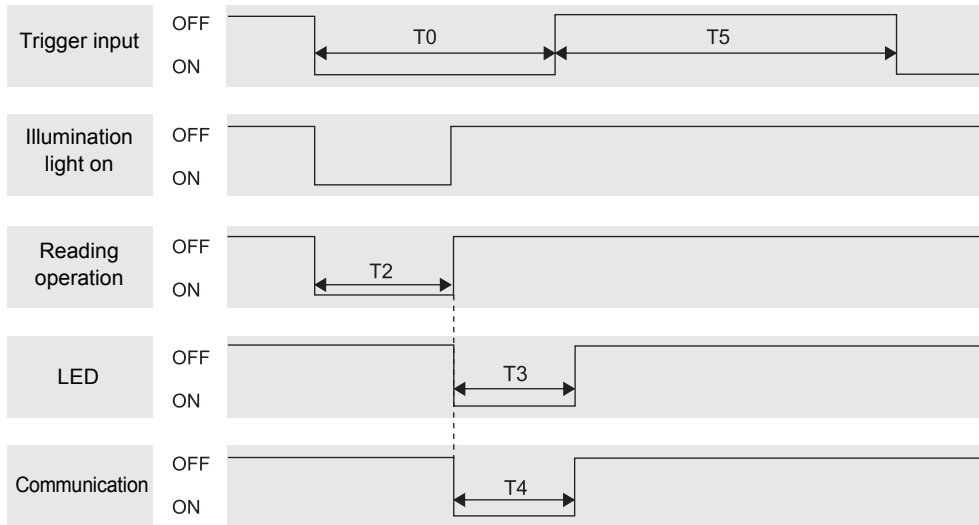 Trigger input
OFF
ON
T0
T5
Illumination
light on
OFF
ON
Reading
operation
OFF
ON
T2
LED
OFF
ON
T3
Communication
OFF
ON
T4